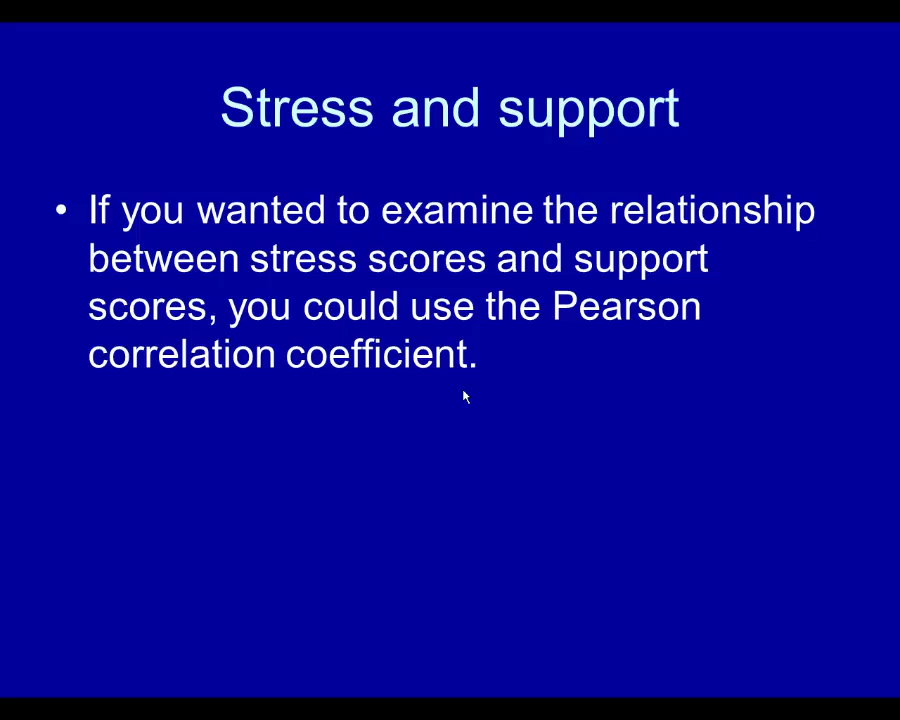 Stress and support
• If you wanted to examine the relationship
between stress scores and support
scores, you could use the Pearson
correlation coefficient.